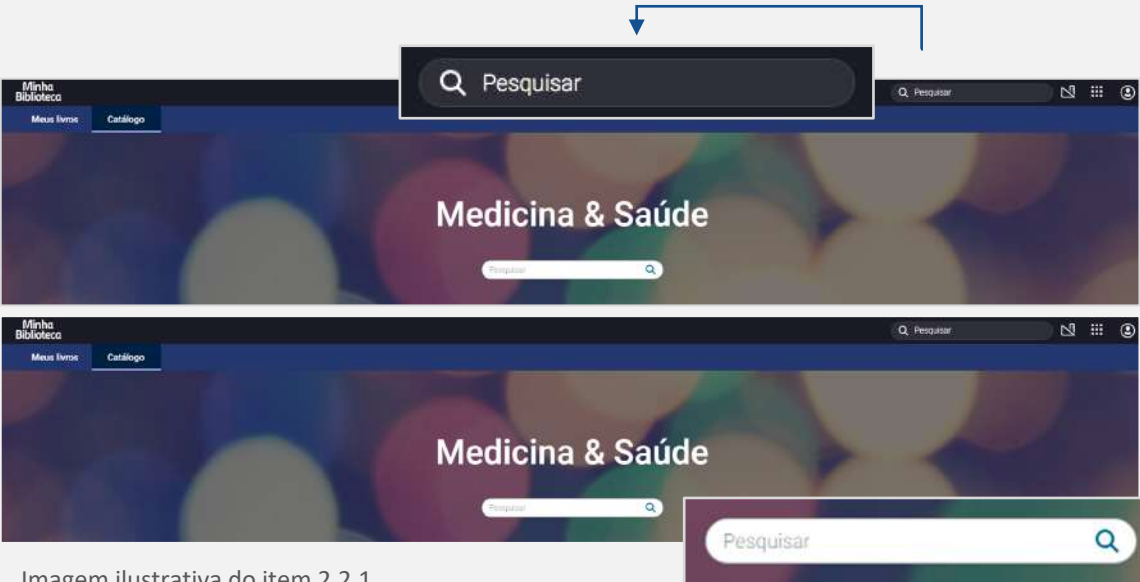 Pesquisar
Minha
Biblioteca
Pesquisar
Meus livros
Catálogo
Medicina & Saúde
Pesquisar
Minha
Biblioteca
Pesquisar
Meus livros
Catálogo
Medicina & Saúde
Pesquisar
Pesquisar
Imagem ilustrativa do item 2.2.1